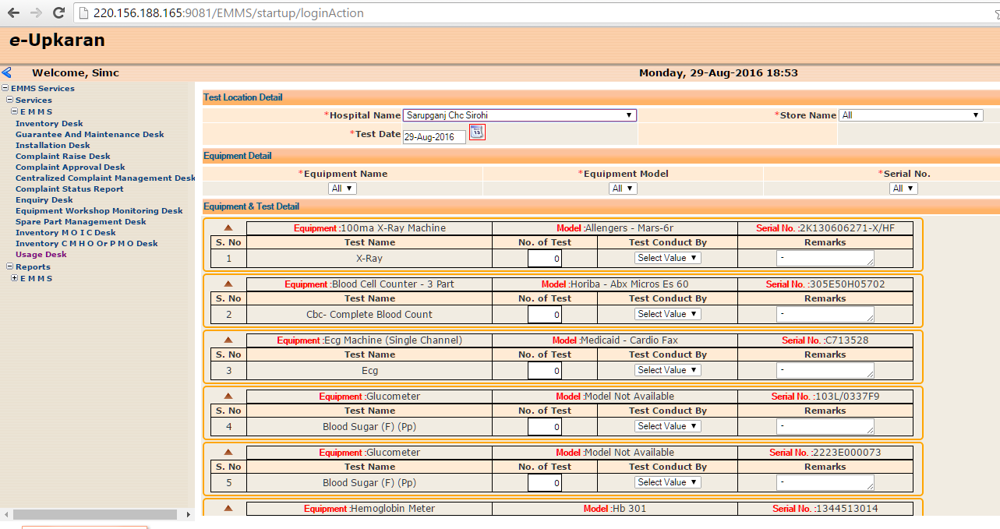 220.156.188.165:9081/EMMS/startup/loginAction
e-Upkaran
Welcome, Simc
Monday, 29-Aug-2016 18:53
EMMS Services
Services
E M M S
Inventory Desk
Guarantee And Maintenance Desk
Installation Desk
Complaint Raise Desk
Complaint Approval Desk
Centralized Complaint Management Desk
Complaint Status Report
Enquiry Desk
Equipment Workshop Monitoring Desk
Spare Part Management Desk
Inventory M O I C Desk
Inventory C M H O Or P M O Desk
Usage Desk
Reports
E M M S
Test Location Detail
*Hospital Name Sarupganj Chc Sirohi *Store Name All
*Test Date 29-Aug-2016 13
Equipment Detail
*Equipment Name *Equipment Model *Serial No.
All All All
Equipment & Test Detail
Equipment :100ma X-Ray Machine Model :Allengers - Mars-6r Serial No. :2K130606271-X/HF
S. No Test Name No. of Test Test Conduct By Remarks
1 X-Ray 0 Select Value -
Equipment :Blood Cell Counter - 3 Part Model :Horiba - Abx Micros Es 60 Serial No. :305E50H05702
S. No Test Name No. of Test Test Conduct By Remarks
2 Cbc- Complete Blood Count 0 Select Value -
Equipment :Ecg Machine (Single Channel) Model :Medicaid - Cardio Fax Serial No. :C713528
S. No Test Name No. of Test Test Conduct By Remarks
3 Ecg 0 Select Value -
Equipment :Glucometer Model :Model Not Available Serial No. :103L/0337F9
S. No Test Name No. of Test Test Conduct By Remarks
4 Blood Sugar (F) (Pp) 0 Select Value -
Equipment :Glucometer Model :Model Not Available Serial No. :2223E000073
S. No Test Name No. of Test Test Conduct By Remarks
5 Blood Sugar (F) (Pp) 0 Select Value -
Equipment :Hemoglobin Meter Model :Hb 301 Serial No. :1344513014